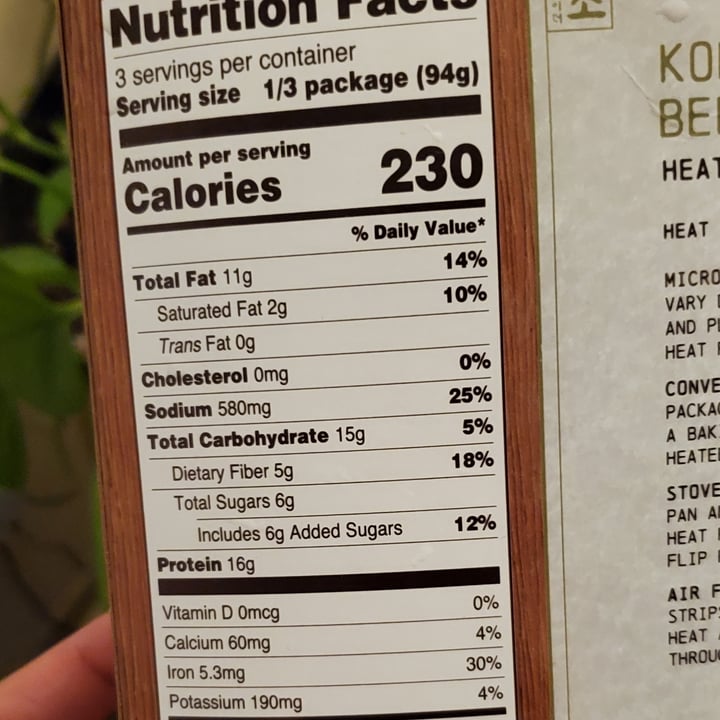 Nutrition Facts
3 servings per container
Serving size 1/3 package (94g)
Amount per serving
Calories 230
% Daily Value*
Total Fat 11g 14%
Saturated Fat 2g 10%
Trans Fat 0g
Cholesterol 0mg 0%
Sodium 580mg 25%
Total Carbohydrate 15g 5%
Dietary Fiber 5g 18%
Total Sugars 6g
Includes 6g Added Sugars 12%
Protein 16g
Vitamin D 0mcg 0%
Calcium 60mg 4%
Iron 5.3mg 30%
Potassium 190mg 4%
HEAT
MICRO
VARY
AND
HEAT
CONVE
PACKA
A BAK
HEATE
STOVE
PAN A
HEAT
FLIP
AIR F
STRIP
HEAT
THROU